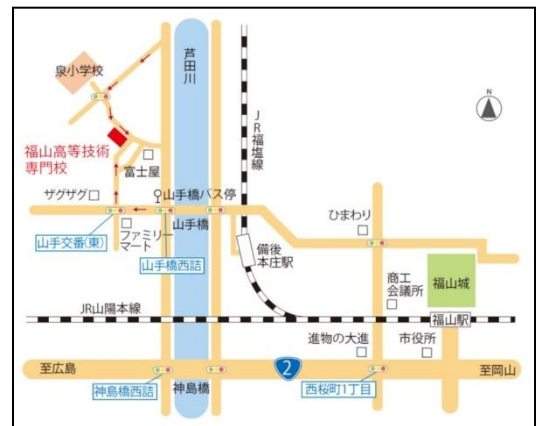 泉小学校
芦田川
JR福塩線
N
福山高等技術
専門校
富士屋
ザグザグ
山手橋バス停
山手橋
ひまわり
山手交番(東)
ファミリー
マート
山手橋西詰
備後
本庄駅
商工
会議所
福山城
JR山陽本線
福山駅
進物の大進
市役所
至広島
神島橋西詰
神島橋
2
西桜町1丁目
至岡山